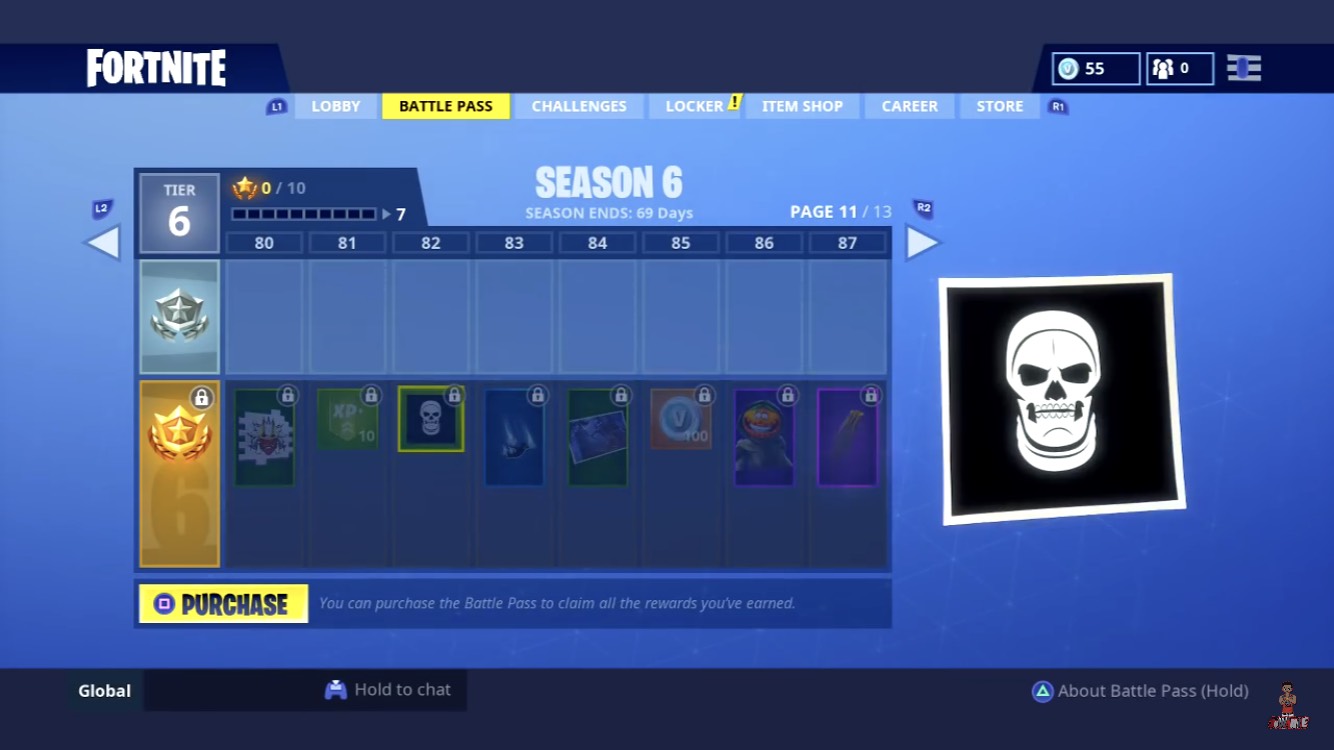 FORTNITE
55
0
L1 LOBBY BATTLE PASS CHALLENGES LOCKER ! ITEM SHOP CAREER STORE R1
SEASON 6
SEASON ENDS: 69 Days
PAGE 11 / 13
L2
R2
TIER
6
0 / 10
7
80 81 82 83 84 85 86 87
XP
10
V
100
6
PURCHASE
You can purchase the Battle Pass to claim all the rewards you've earned.
Global
Hold to chat
About Battle Pass (Hold)